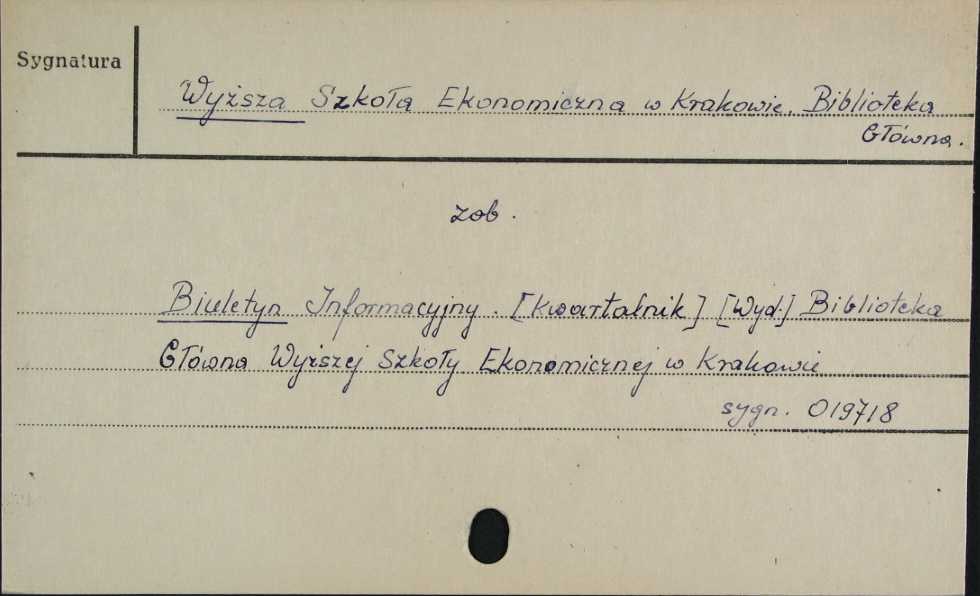 Sygnatura
Wyższa Szkoła Ekonomiczna w Krakowie. Biblioteka
Główna.
zob.
Biuletyn Informacyjny. [Kwartalnik] [Wyd.] Biblioteka
Główna Wyższej Szkoły Ekonomicznej w Krakowie
sygn. 019718